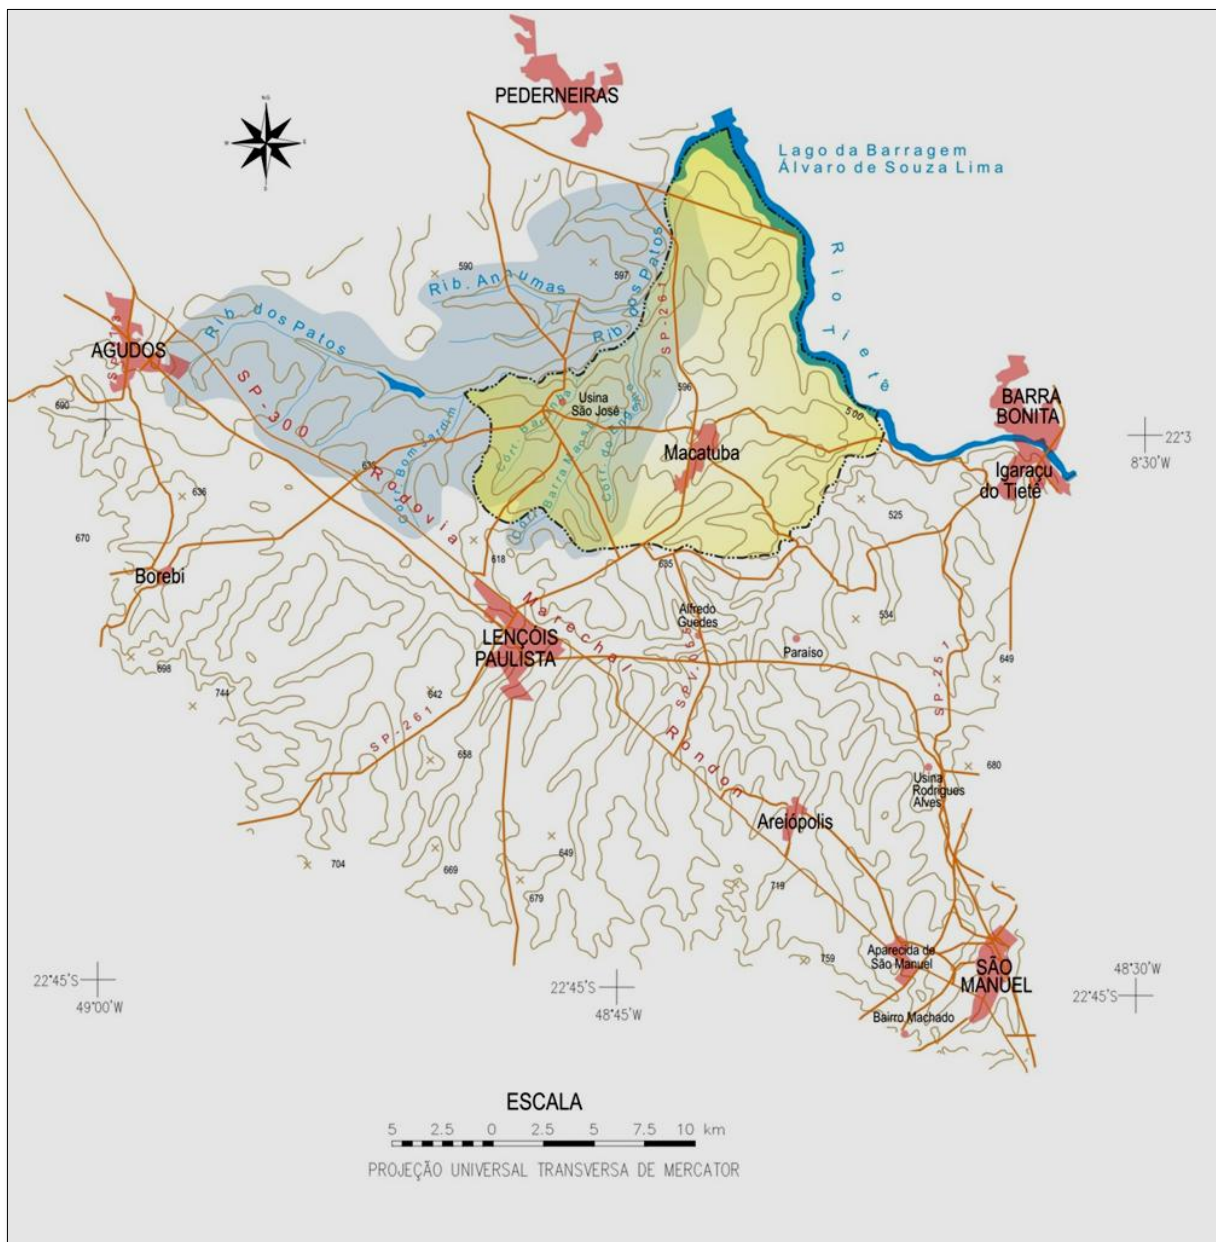 PEDERNEIRAS
Lago da Barragem
Álvaro de Souza Lima
Rio Tietê
590
597
Rib. Anhumas
Rib. dos Patos
SP-261
Rib. dos Patos
AGUDOS
SP-300
596
Usina
São José
500
BARRA
BONITA
690
Macatuba
22°3
8°30'W
Igaraçu
do Tietê
636
Rodovia
670
525
618
635
Borebi
Marechal
Alfredo
Guedes
534
LENÇÓIS
PAULISTA
Paraíso
698
649
744
642
SP-261
SPV-065
SP-251
658
Rondon
680
Usina
Rodrigues
Alves
Areiópolis
704
669
649
679
719
759
Aparecida de
São Manuel
SÃO
MANUEL
22°45'S
49°00'W
22°45'S
48°45'W
48°30'W
22°45'S
Bairro Machado
ESCALA
5 2.5 0 2.5 5 7.5 10 km
PROJEÇÃO UNIVERSAL TRANSVERSA DE MERCATOR